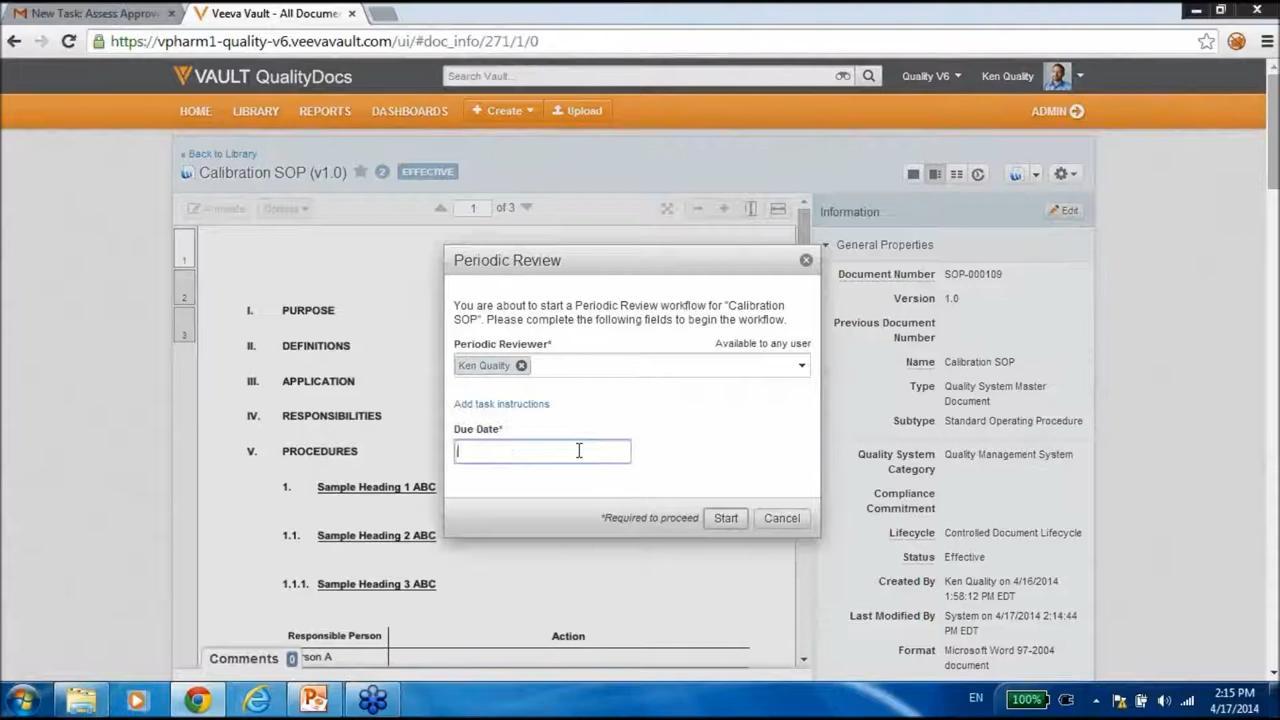 New Task: Assess Approv
Veeva Vault - All Docume
https://vpharm1-quality-v6.veevavault.com/ui/#doc_info/271/1/0
VAULT QualityDocs
Search Vault...
Quality V6
Ken Quality
HOME
LIBRARY
REPORTS
DASHBOARDS
+ Create
Upload
ADMIN
« Back to Library
Calibration SOP (v1.0)
2
EFFECTIVE
Annotate
Options
1 of 3
1
2
3
I. PURPOSE
II. DEFINITIONS
III. APPLICATION
IV. RESPONSIBILITIES
V. PROCEDURES
1. Sample Heading 1 ABC
1.1. Sample Heading 2 ABC
1.1.1. Sample Heading 3 ABC
Responsible Person Action
rson A
Comments 0
Periodic Review
You are about to start a Periodic Review workflow for "Calibration
SOP". Please complete the following fields to begin the workflow.
Periodic Reviewer*
Available to any user
Ken Quality
Add task instructions
Due Date*
*Required to proceed
Start
Cancel
Information
Edit
General Properties
Document Number SOP-000109
Version 1.0
Previous Document
Number
Name Calibration SOP
Type Quality System Master
Document
Subtype Standard Operating Procedure
Quality System Quality Management System
Category
Compliance
Commitment
Lifecycle Controlled Document Lifecycle
Status Effective
Created By Ken Quality on 4/16/2014
1:58:12 PM EDT
Last Modified By System on 4/17/2014 2:14:44
PM EDT
Format Microsoft Word 97-2004
document
EN
100%
2:15 PM
4/17/2014